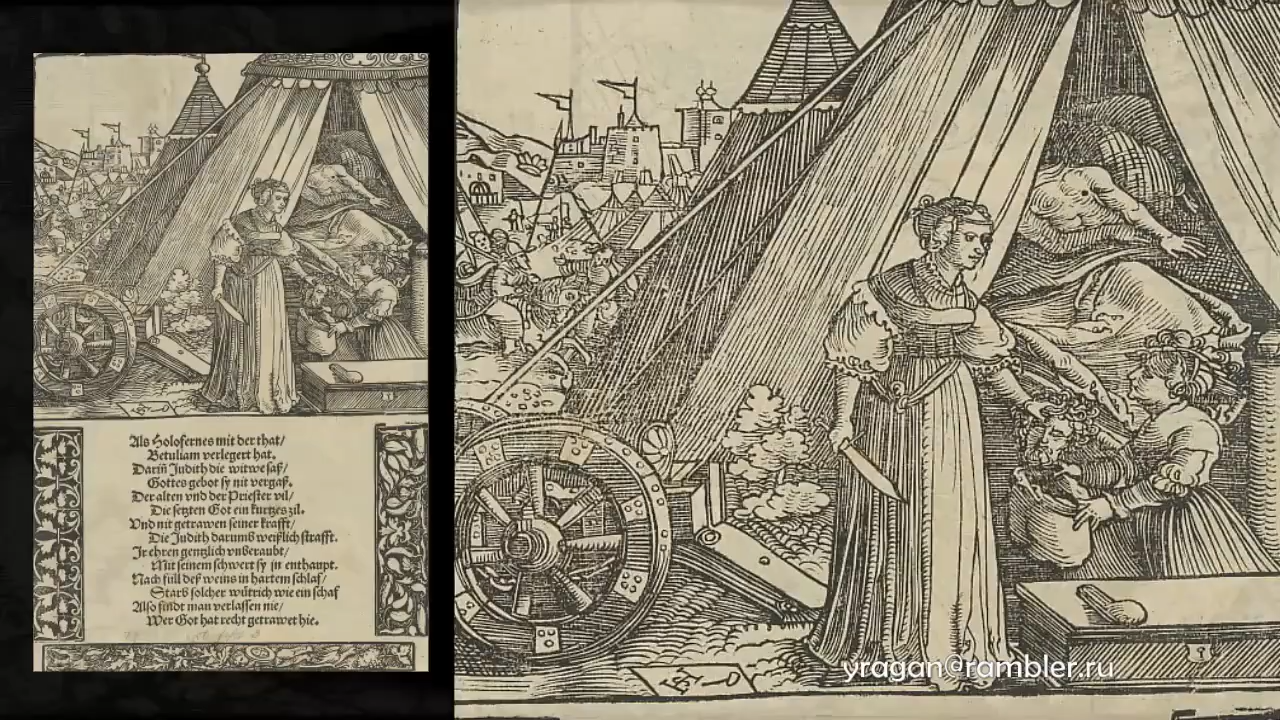 Als Holofernes mit der that/
Betuliam verlegert hat.
Dariñ Judith die witwe saß/
Gottes gebot sy nit vergaß.
Der alten vnd der Priester vil/
Die setzten Got ein kurtzes zil.
Vnd nit getrawen seiner krafft/
Die Judith darumb weißlich strafft.
Jr ehren gentzlich vnberaubt/
Mit seinem schwert sy jn enthaupt.
Nach füll deß weins in hartem schlaf/
Starb solcher wütrich wie ein schaf
Also findt man verlassen nie/
Wer Got hat recht getrawet hie.
yragan@rambler.ru